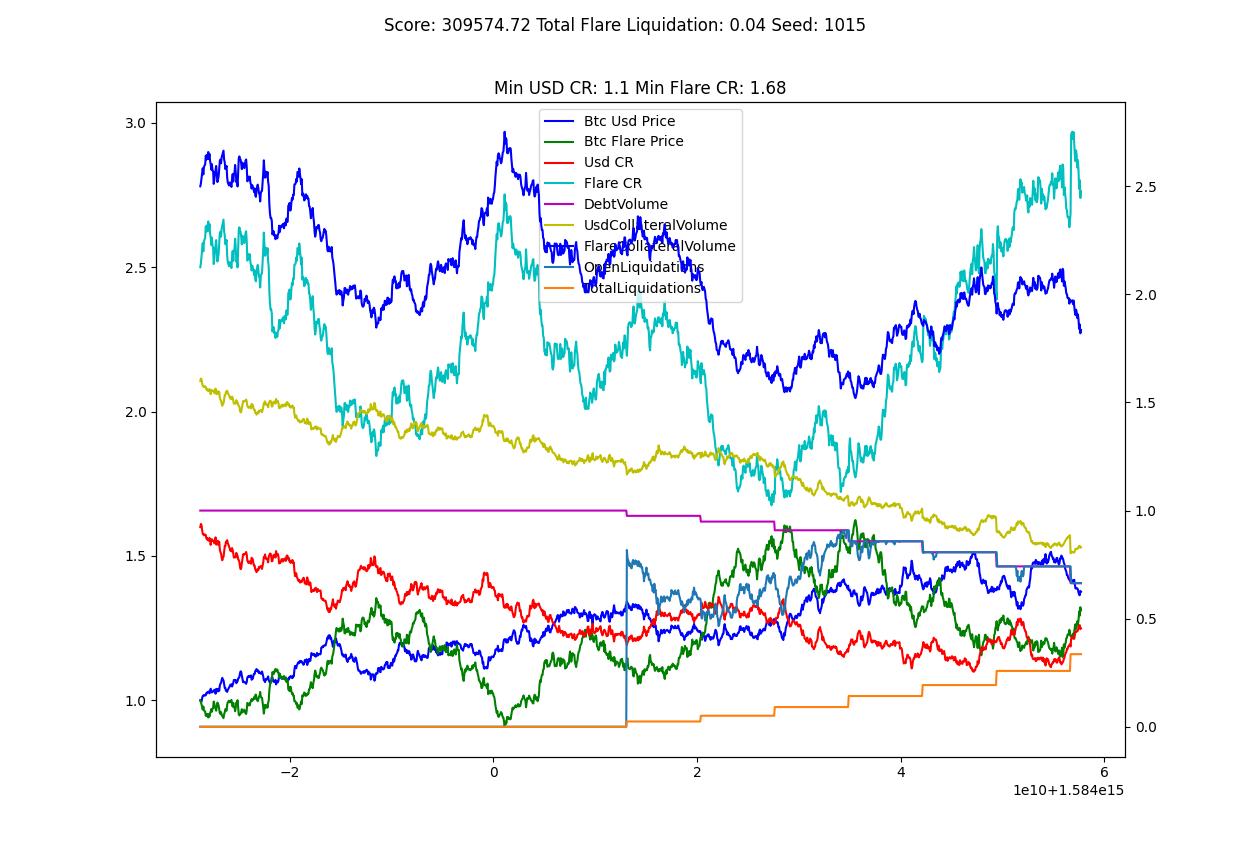 Score: 309574.72 Total Flare Liquidation: 0.04 Seed: 1015
Min USD CR: 1.1 Min Flare CR: 1.68
Btc Usd Price
Btc Flare Price
Usd CR
Flare CR
DebtVolume
UsdCollateralVolume
FlareCollateralVolume
OpenLiquidations
TotalLiquidations
3.0
2.5
2.0
1.5
1.0
2.5
2.0
1.5
1.0
0.5
0.0
−2
0
2
4
6
1e10+1.584e15